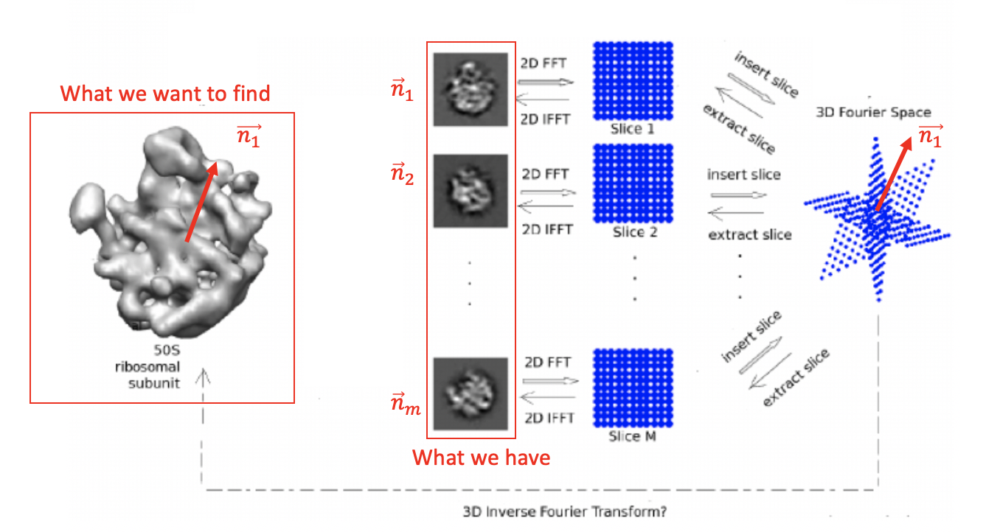 What we want to find
n₁
50S
ribosomal
subunit
n₁
2D FFT
2D IFFT
Slice 1
insert slice
extract slice
n₂
2D FFT
2D IFFT
Slice 2
insert slice
extract slice
nₘ
2D FFT
2D IFFT
Slice M
insert slice
extract slice
What we have
3D Fourier Space
n₁
3D Inverse Fourier Transform?